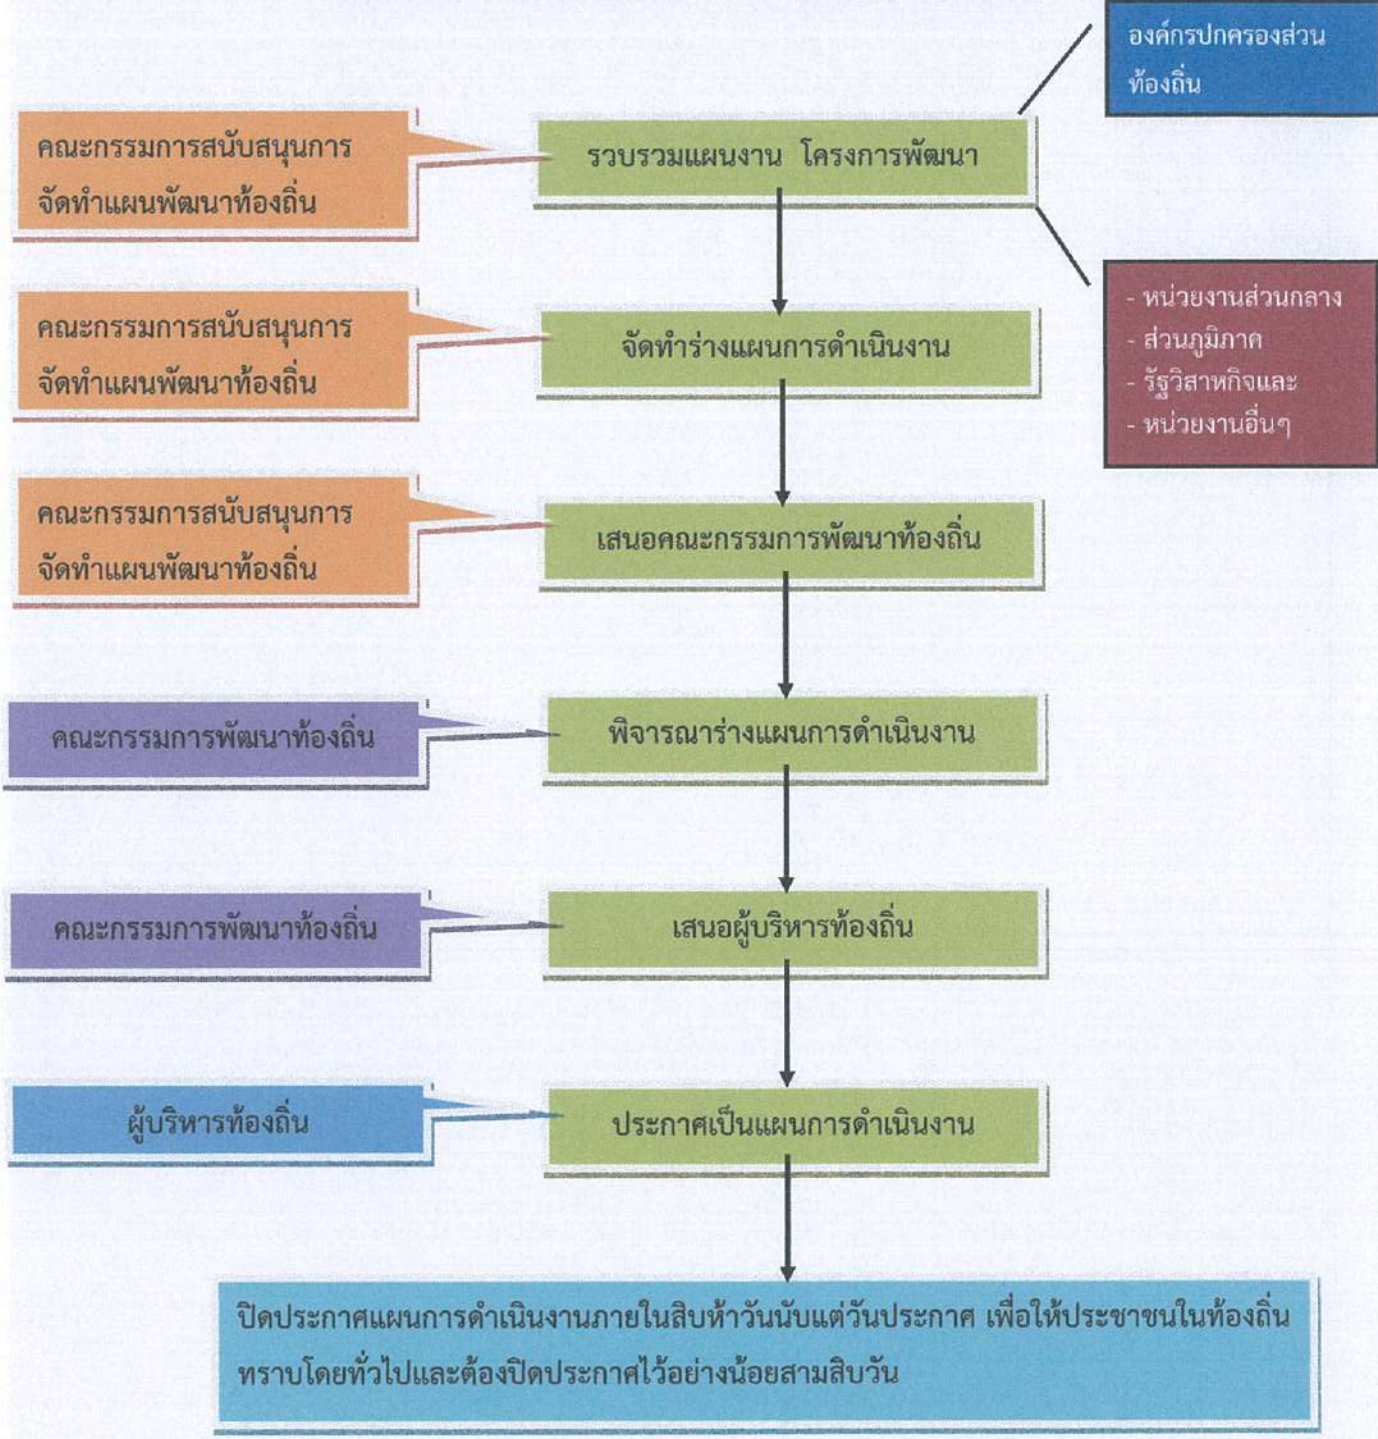 องค์กรปกครองส่วน
ท้องถิ่น
คณะกรรมการสนับสนุนการ
จัดทำแผนพัฒนาท้องถิ่น
รวบรวมแผนงาน โครงการพัฒนา
- หน่วยงานส่วนกลาง
- ส่วนภูมิภาค
- รัฐวิสาหกิจและ
- หน่วยงานอื่นๆ
คณะกรรมการสนับสนุนการ
จัดทำแผนพัฒนาท้องถิ่น
จัดทำร่างแผนการดำเนินงาน
คณะกรรมการสนับสนุนการ
จัดทำแผนพัฒนาท้องถิ่น
เสนอคณะกรรมการพัฒนาท้องถิ่น
คณะกรรมการพัฒนาท้องถิ่น
พิจารณาร่างแผนการดำเนินงาน
คณะกรรมการพัฒนาท้องถิ่น
เสนอผู้บริหารท้องถิ่น
ผู้บริหารท้องถิ่น
ประกาศเป็นแผนการดำเนินงาน
ปิดประกาศแผนการดำเนินงานภายในสิบห้าวันนับแต่วันประกาศ เพื่อให้ประชาชนในท้องถิ่น
ทราบโดยทั่วไปและต้องปิดประกาศไว้อย่างน้อยสามสิบวัน